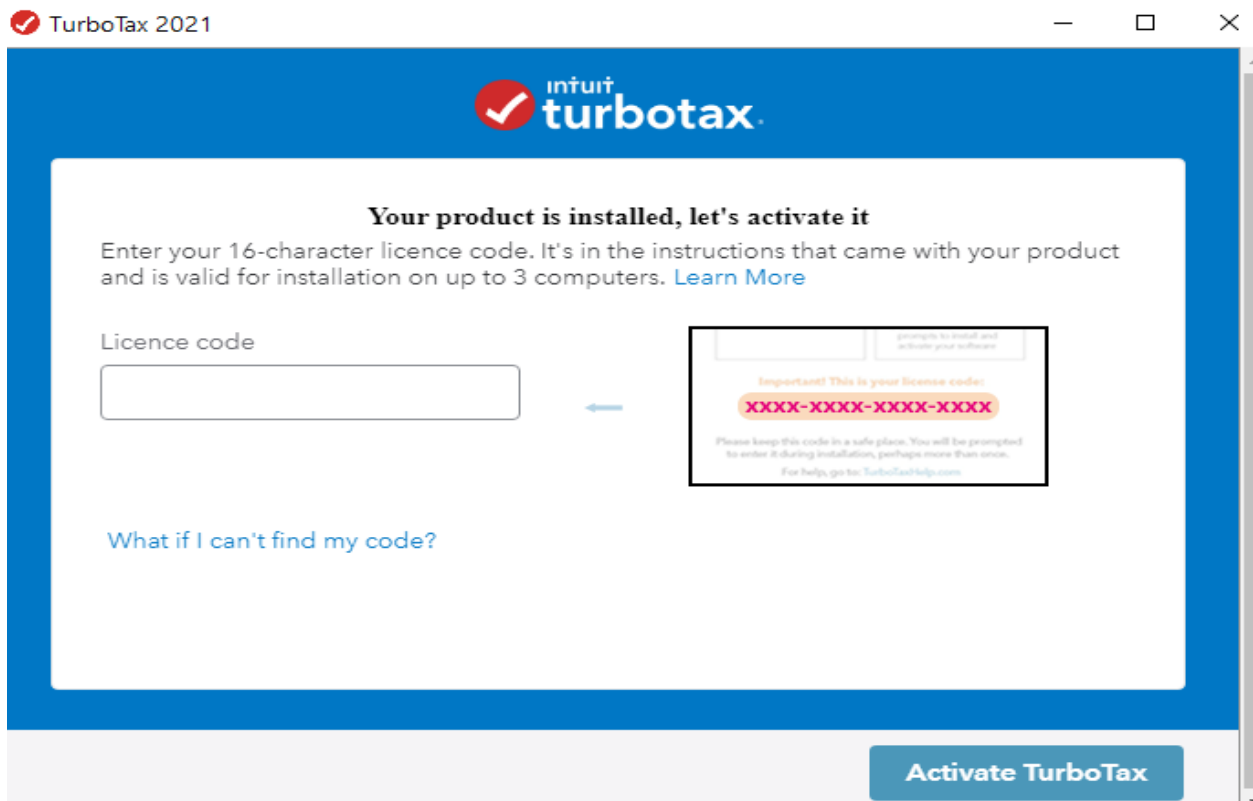 TurboTax 2021
intuit
turbotax.
Your product is installed, let's activate it
Enter your 16-character licence code. It's in the instructions that came with your product
and is valid for installation on up to 3 computers. Learn More
Licence code
prompts to install and
activate your software
Important! This is your license code:
XXXX-XXXX-XXXX-XXXX
Please keep this code in a safe place. You will be prompted
to enter it during installation, perhaps more than once.
For help, go to: TurboTaxHelp.com
What if I can't find my code?
Activate TurboTax